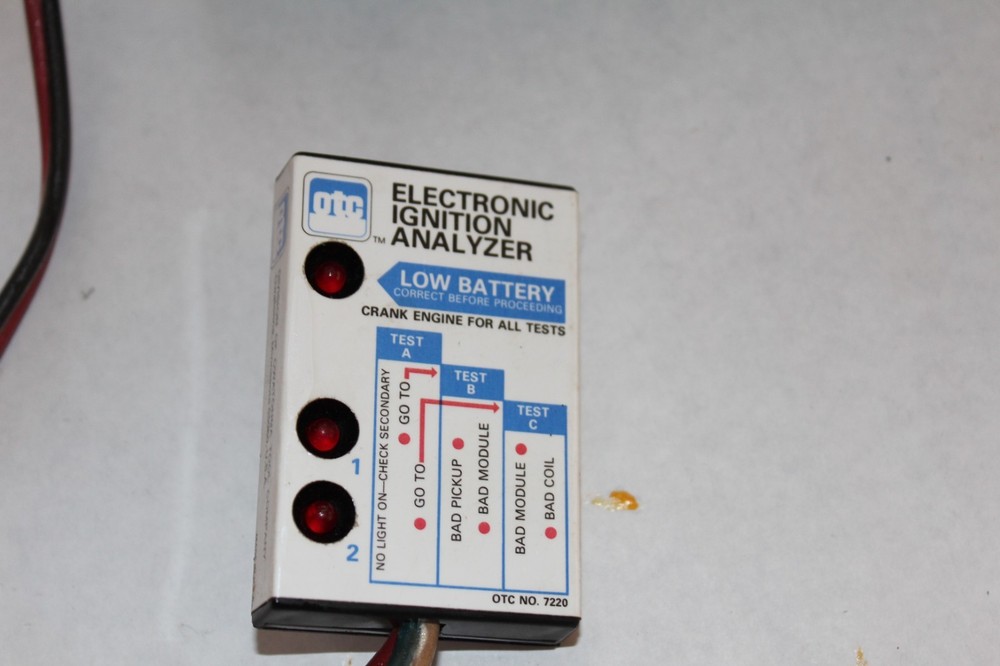 otc
TM
ELECTRONIC
IGNITION
ANALYZER
LOW BATTERY
CORRECT BEFORE PROCEEDING
CRANK ENGINE FOR ALL TESTS
TEST
A
TEST
B
TEST
C
NO LIGHT ON—CHECK SECONDARY
GO TO
GO TO
BAD PICKUP
BAD MODULE
BAD MODULE
BAD COIL
1
2
OTC NO. 7220